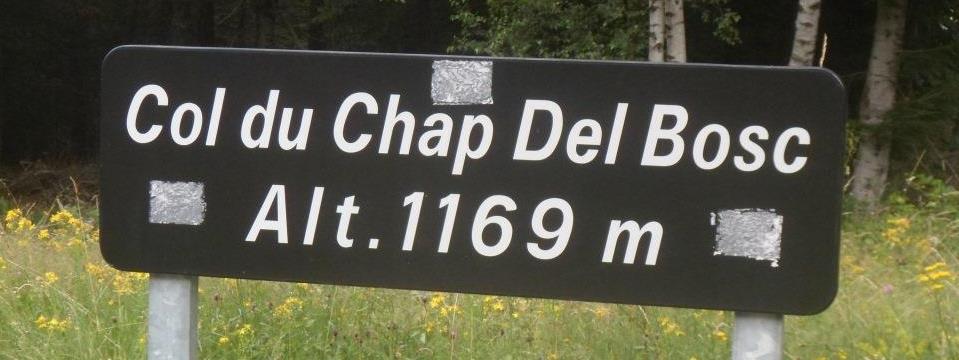 Col du Chap Del Bosc
Alt. 1169 m